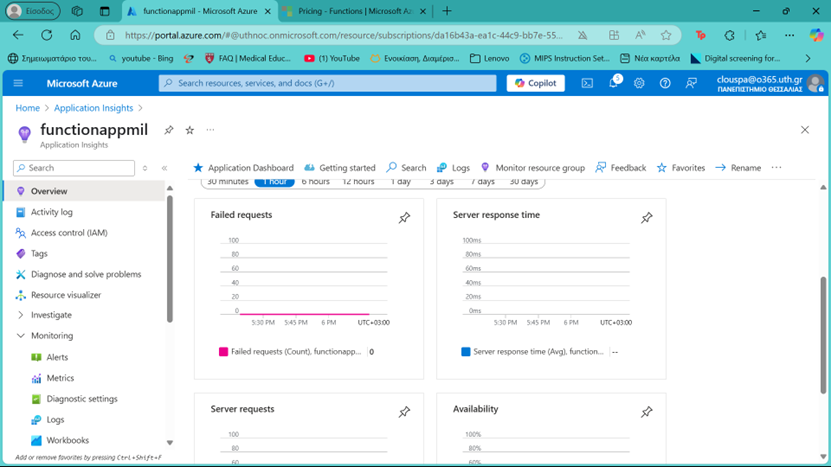 Είσοδος
functionappmil - Microsoft Azure
Pricing - Functions | Microsoft Az
https://portal.azure.com/#@uthnoc.onmicrosoft.com/resource/subscriptions/da16b43a-ea1c-44c9-bb7e-55...
Σημειωματάριο του...
youtube - Bing
FAQ | Medical Educ...
(1) YouTube
Ενοικίαση, Διαμέρισ...
Lenovo
MIPS Instruction Set...
Νέα καρτέλα
Digital screening for...
Microsoft Azure
Search resources, services, and docs (G+/)
Copilot
5
clouspa@o365.uth.gr
ΠΑΝΕΠΙΣΤΗΜΙΟ ΘΕΣΣΑΛΙΑΣ
Home > Application Insights >
functionappmil
Application Insights
Search
Application Dashboard
Getting started
Search
Logs
Monitor resource group
Feedback
Favorites
Rename
Overview
Activity log
Access control (IAM)
Tags
Diagnose and solve problems
Resource visualizer
Investigate
Monitoring
Alerts
Metrics
Diagnostic settings
Logs
Workbooks
Add or remove favorites by pressing Ctrl+Shift+F
30 minutes
1 hour
6 hours
12 hours
1 day
3 days
7 days
30 days
Failed requests
100
80
60
40
20
0
5:30 PM
5:45 PM
6 PM
UTC+03:00
Failed requests (Count), functionapp...
0
Server response time
100ms
80ms
60ms
40ms
20ms
0ms
5:30 PM
5:45 PM
6 PM
UTC+03:00
Server response time (Avg), function...
--
Server requests
100
80
60
Availability
100%
80%
60%